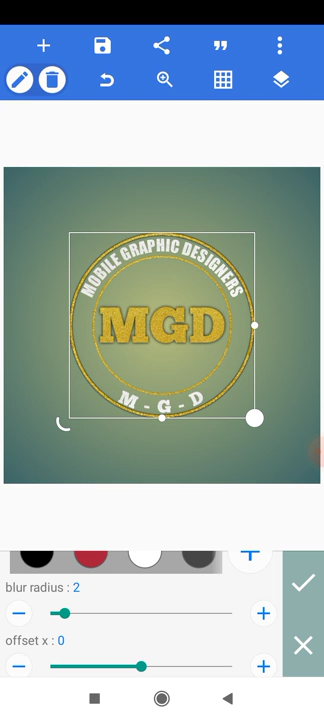 MOBILE GRAPHIC DESIGNERS
MGD
M - G - D
blur radius : 2
offset x : 0